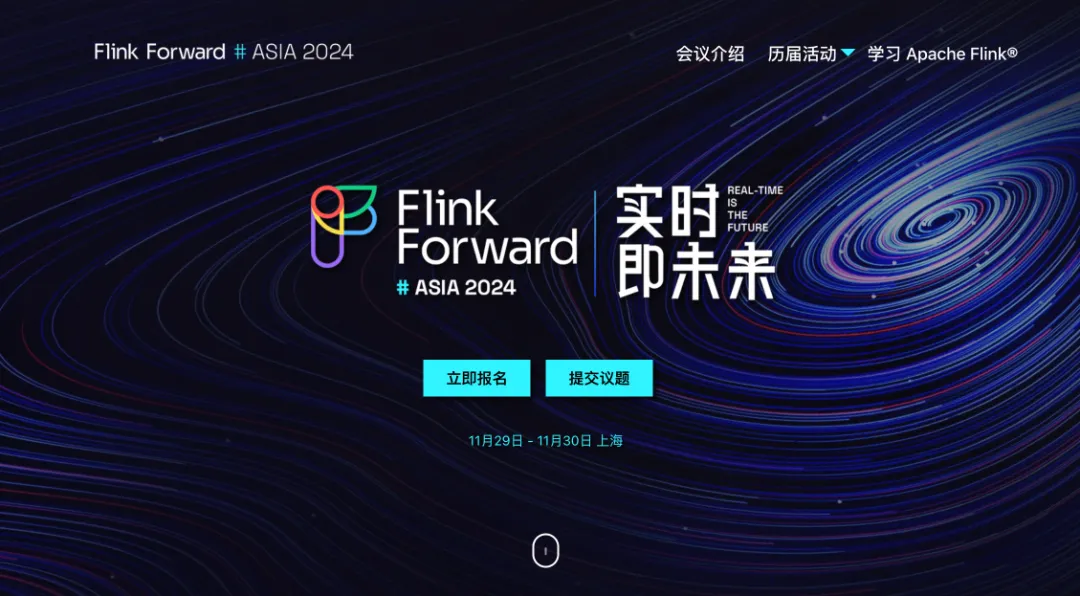 Flink Forward # ASIA 2024
会议介绍 历届活动 学习 Apache Flink®
Flink
Forward
# ASIA 2024
实时
即未来
REAL-TIME
IS
THE
FUTURE
立即报名 提交议题
11月29日 - 11月30日 上海